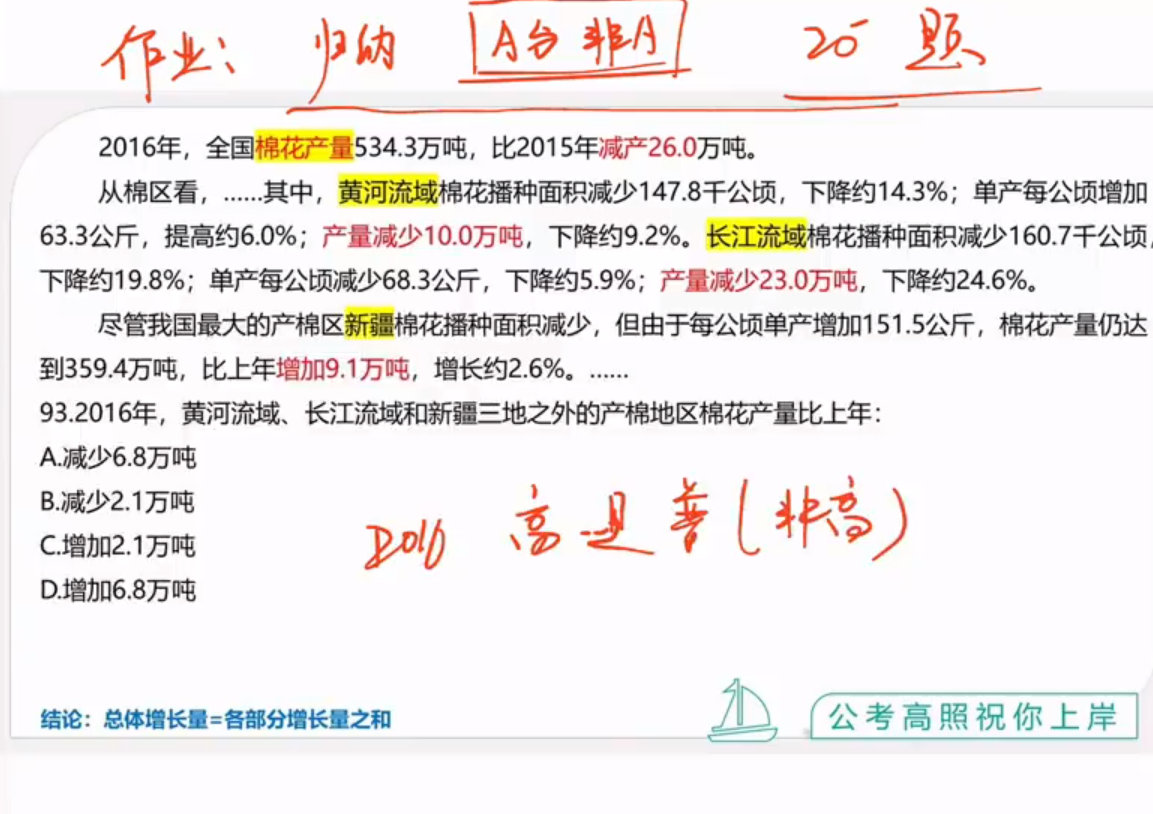 作业: 归纳 A台 非A 20题
2016年，全国棉花产量534.3万吨，比2015年减产26.0万吨。
从棉区看，……其中，黄河流域棉花播种面积减少147.8千公顷，下降约14.3%；单产每公顷增加
63.3公斤，提高约6.0%；产量减少10.0万吨，下降约9.2%。长江流域棉花播种面积减少160.7千公顷，
下降约19.8%；单产每公顷减少68.3公斤，下降约5.9%；产量减少23.0万吨，下降约24.6%。
尽管我国最大的产棉区新疆棉花播种面积减少，但由于每公顷单产增加151.5公斤，棉花产量仍达
到359.4万吨，比上年增加9.1万吨，增长约2.6%。……
93.2016年，黄河流域、长江流域和新疆三地之外的产棉地区棉花产量比上年：
A.减少6.8万吨
B.减少2.1万吨
C.增加2.1万吨
D.增加6.8万吨
2016 高是普(非高)
结论：总体增长量=各部分增长量之和
公考高照祝你上岸